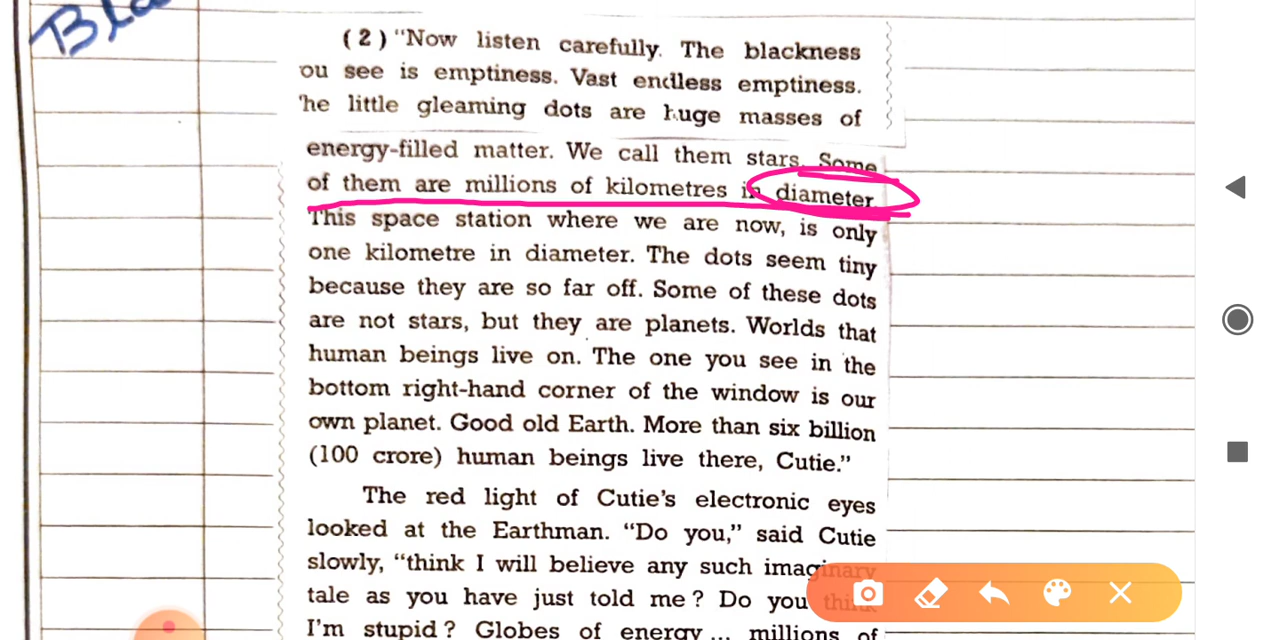 Bla
( 2 ) “Now listen carefully. The blackness
ou see is emptiness. Vast endless emptiness.
he little gleaming dots are huge masses of
energy-filled matter. We call them stars. Some
of them are millions of kilometres in diameter.
This space station where we are now, is only
one kilometre in diameter. The dots seem tiny
because they are so far off. Some of these dots
are not stars, but they are planets. Worlds that
human beings live on. The one you see in the
bottom right-hand corner of the window is our
own planet. Good old Earth. More than six billion
(100 crore) human beings live there, Cutie.”
The red light of Cutie’s electronic eyes
looked at the Earthman. “Do you,” said Cutie
slowly, “think I will believe any such imaginary
tale as you have just told me ? Do you think
I’m stupid ? Globes of energy ... millions of